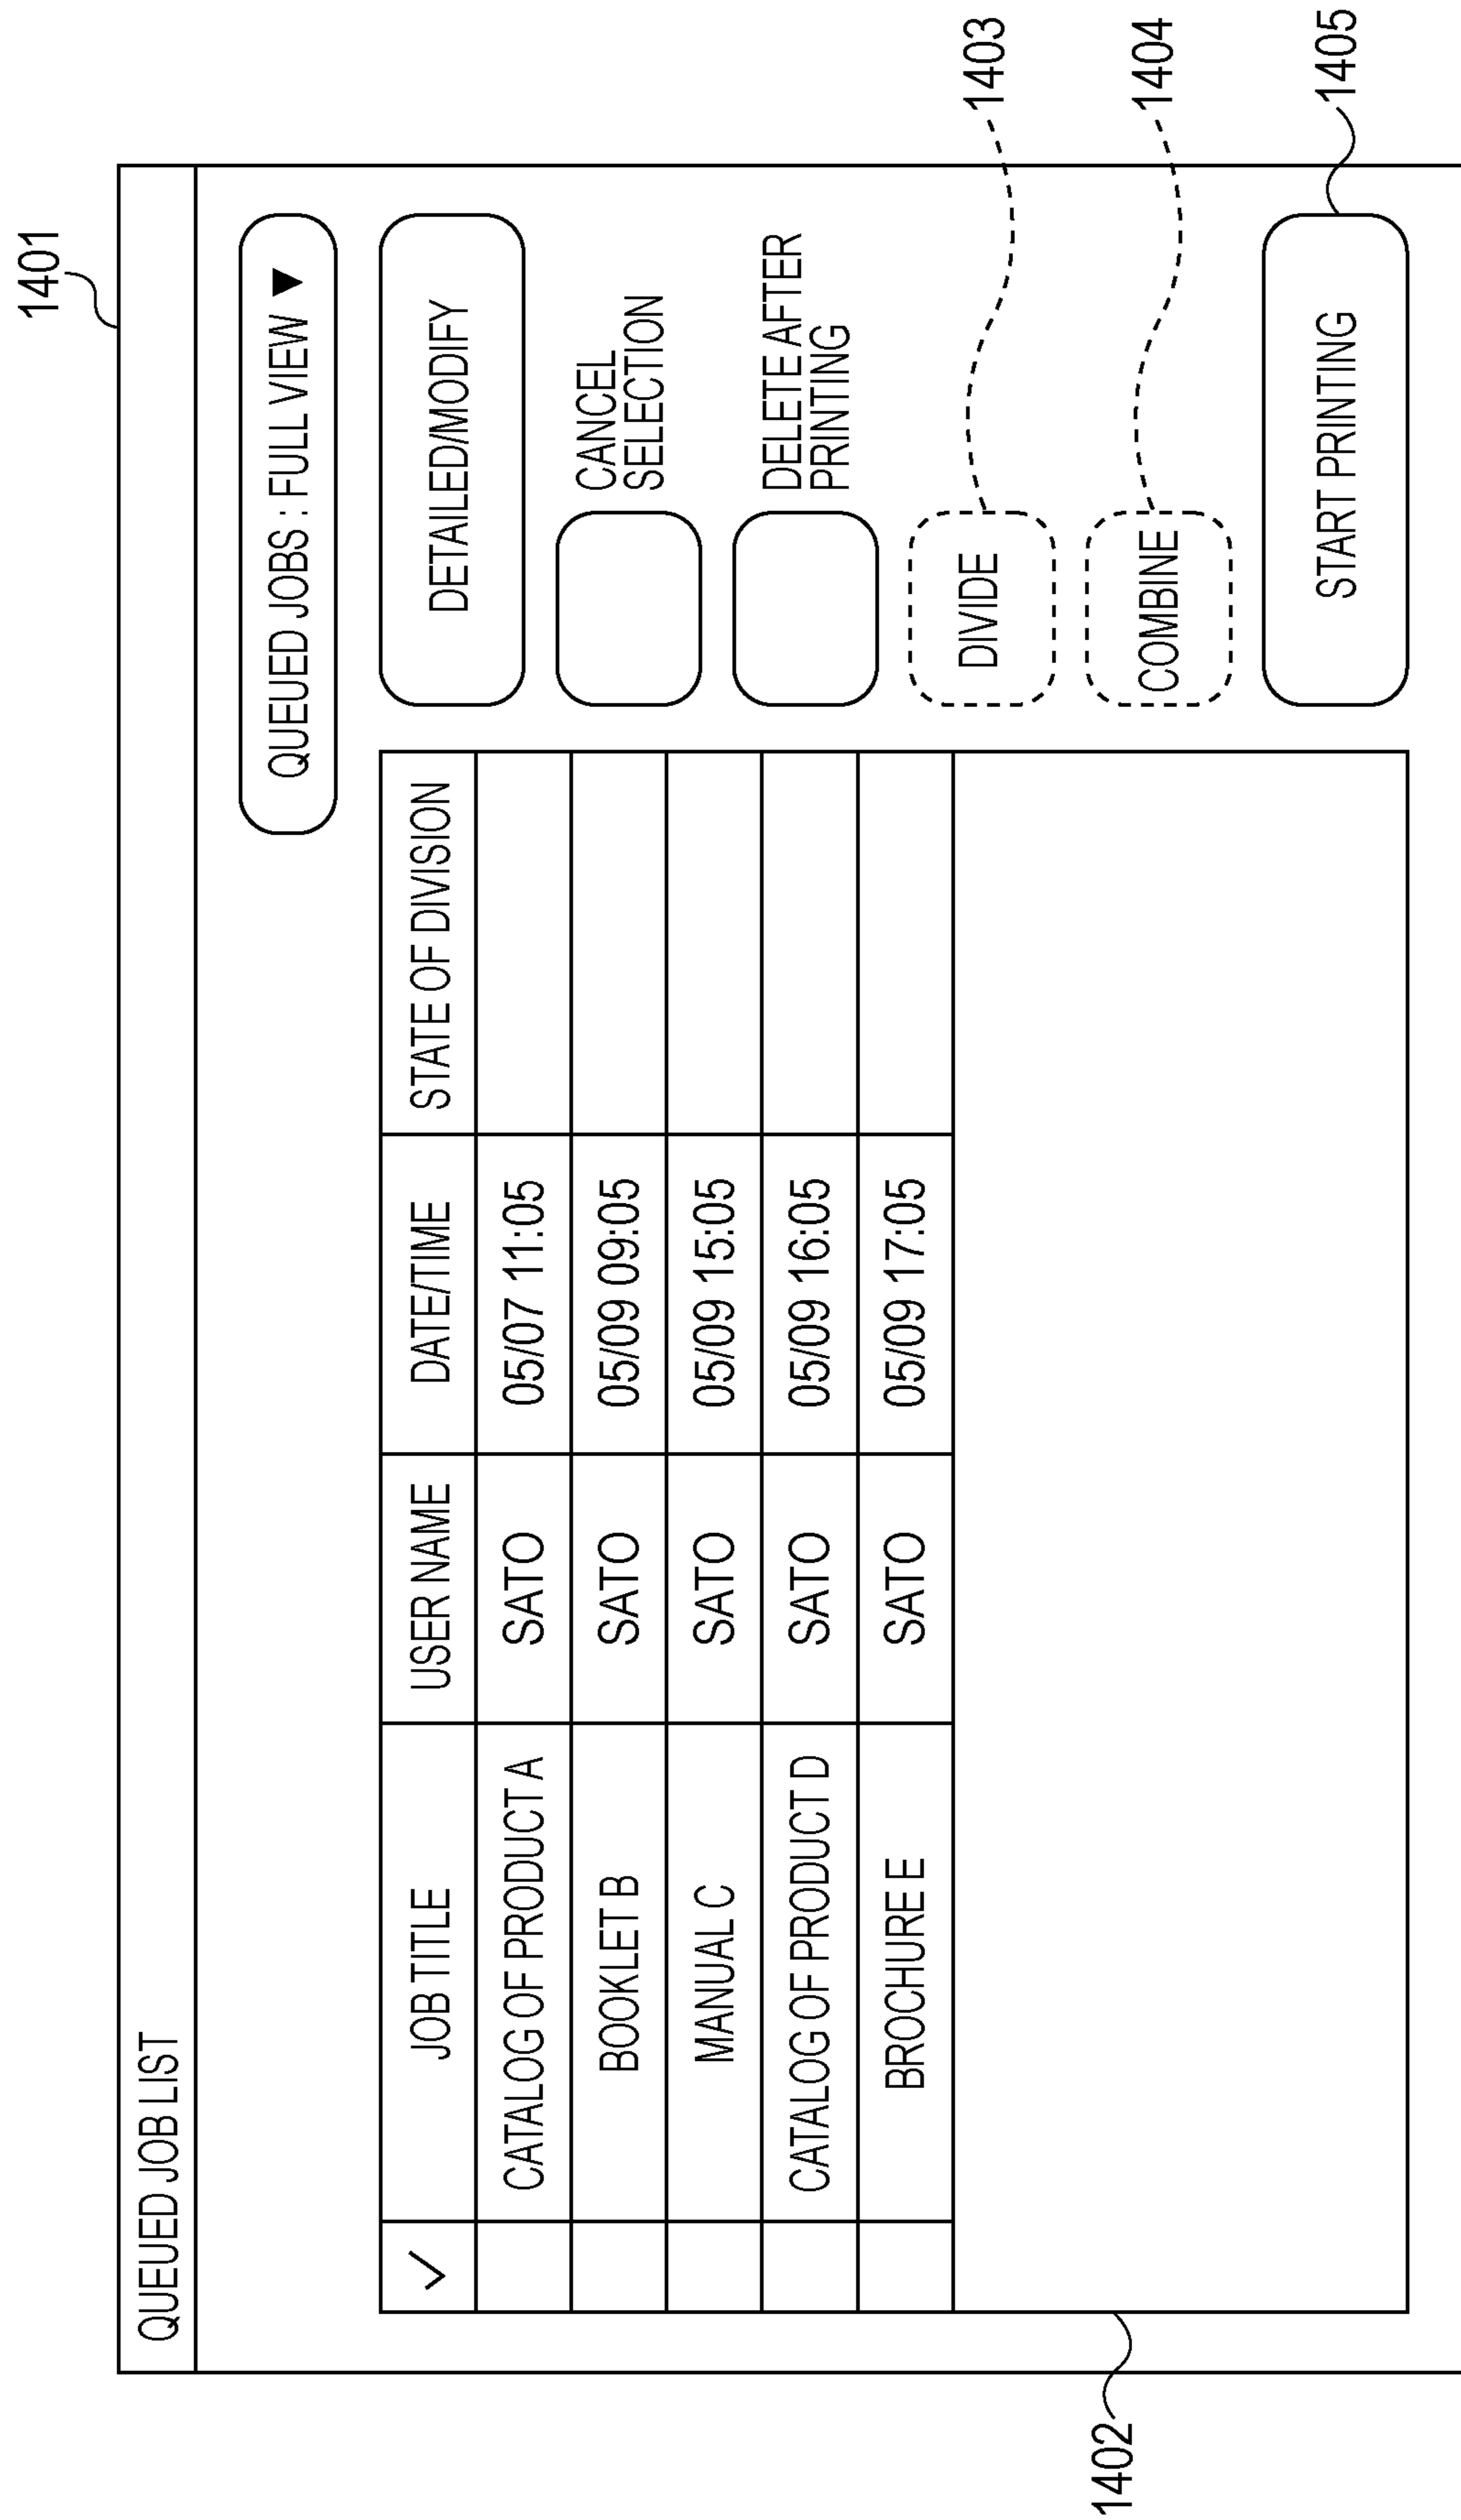 1401
QUEUED JOB LIST
QUEUED JOBS : FULL VIEW ▼
✓ JOB TITLE USER NAME DATE/TIME STATE OF DIVISION
CATALOG OF PRODUCT A SATO 05/07 11:05
BOOKLET B SATO 05/09 09:05
MANUAL C SATO 05/09 15:05
CATALOG OF PRODUCT D SATO 05/09 16:05
BROCHURE E SATO 05/09 17:05
DETAILED/MODIFY
CANCEL
SELECTION
DELETE AFTER
PRINTING
DIVIDE
1403
COMBINE
1404
START PRINTING
1405
1402